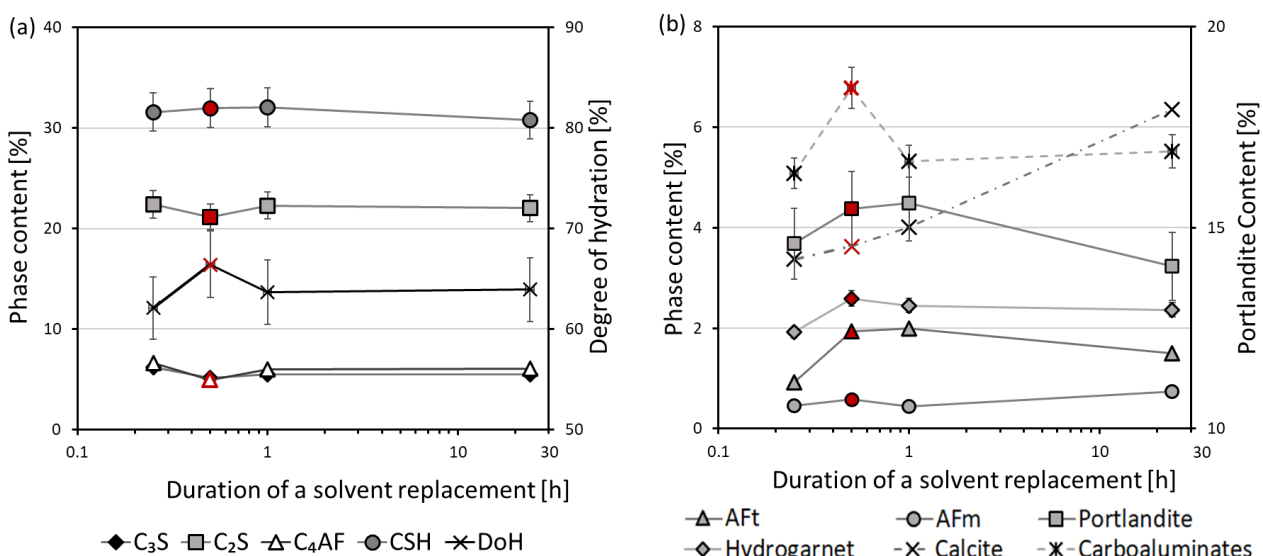 (a)
40
30
20
10
0
Phase content [%]
90
80
70
60
50
Degree of hydration [%]
0.1
1
10
30
Duration of a solvent replacement [h]
C₃S
C₂S
C₄AF
CSH
DoH
(b)
8
6
4
2
0
Phase content [%]
20
15
10
Portlandite Content [%]
0.1
1
10
30
Duration of a solvent replacement [h]
AFt
AFm
Portlandite
Hydrogarnet
Calcite
Carboaluminates